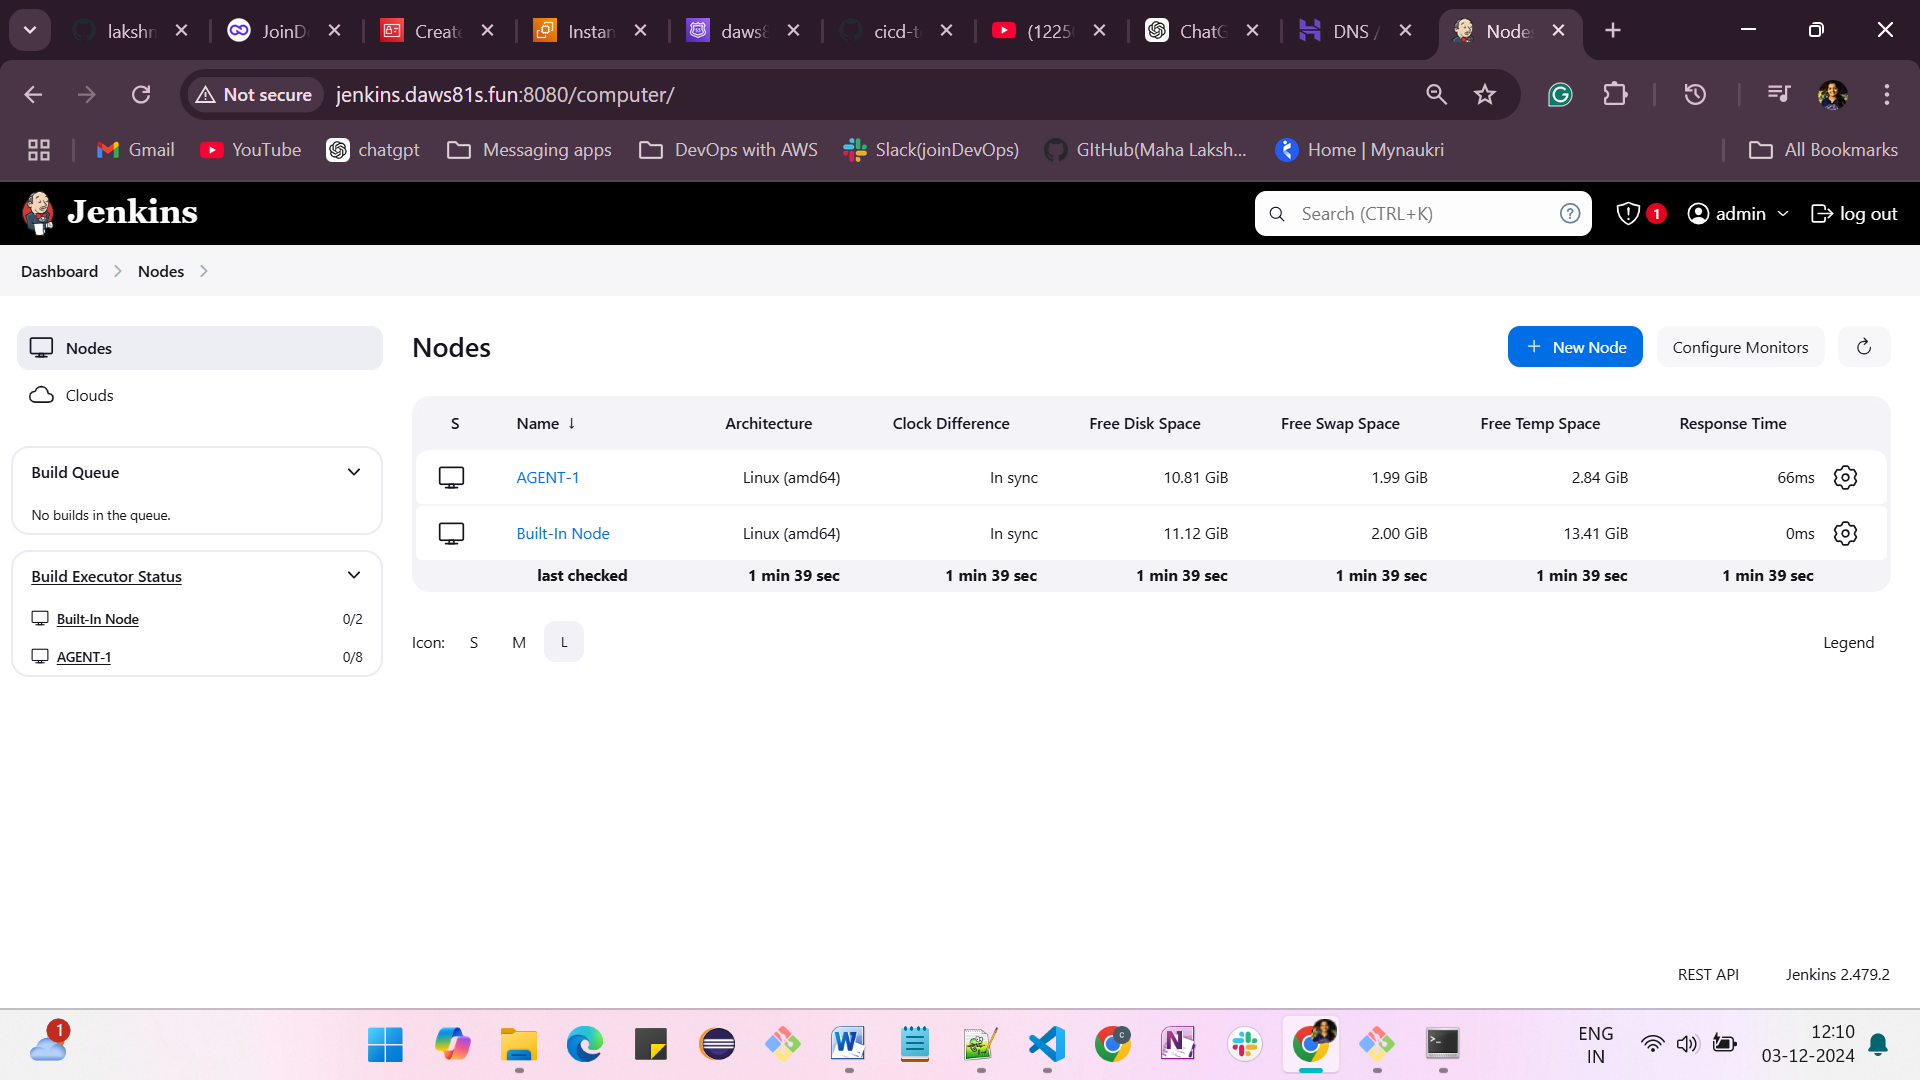 lakshm
JoinD
Create
Instan
daws8
cicd-t
(1225
ChatG
DNS /
Nodes
Not secure
jenkins.daws81s.fun:8080/computer/
Gmail
YouTube
chatgpt
Messaging apps
DevOps with AWS
Slack(joinDevOps)
GItHub(Maha Laksh...
Home | Mynaukri
All Bookmarks
Jenkins
Search (CTRL+K)
1
admin
log out
Dashboard
Nodes
Nodes
Clouds
Build Queue
No builds in the queue.
Build Executor Status
Built-In Node 0/2
AGENT-1 0/8
Nodes
+ New Node
Configure Monitors
S Name ↓ Architecture Clock Difference Free Disk Space Free Swap Space Free Temp Space Response Time
AGENT-1 Linux (amd64) In sync 10.81 GiB 1.99 GiB 2.84 GiB 66ms
Built-In Node Linux (amd64) In sync 11.12 GiB 2.00 GiB 13.41 GiB 0ms
last checked 1 min 39 sec 1 min 39 sec 1 min 39 sec 1 min 39 sec 1 min 39 sec 1 min 39 sec
Icon: S M L
Legend
REST API
Jenkins 2.479.2
1
ENG
IN
12:10
03-12-2024